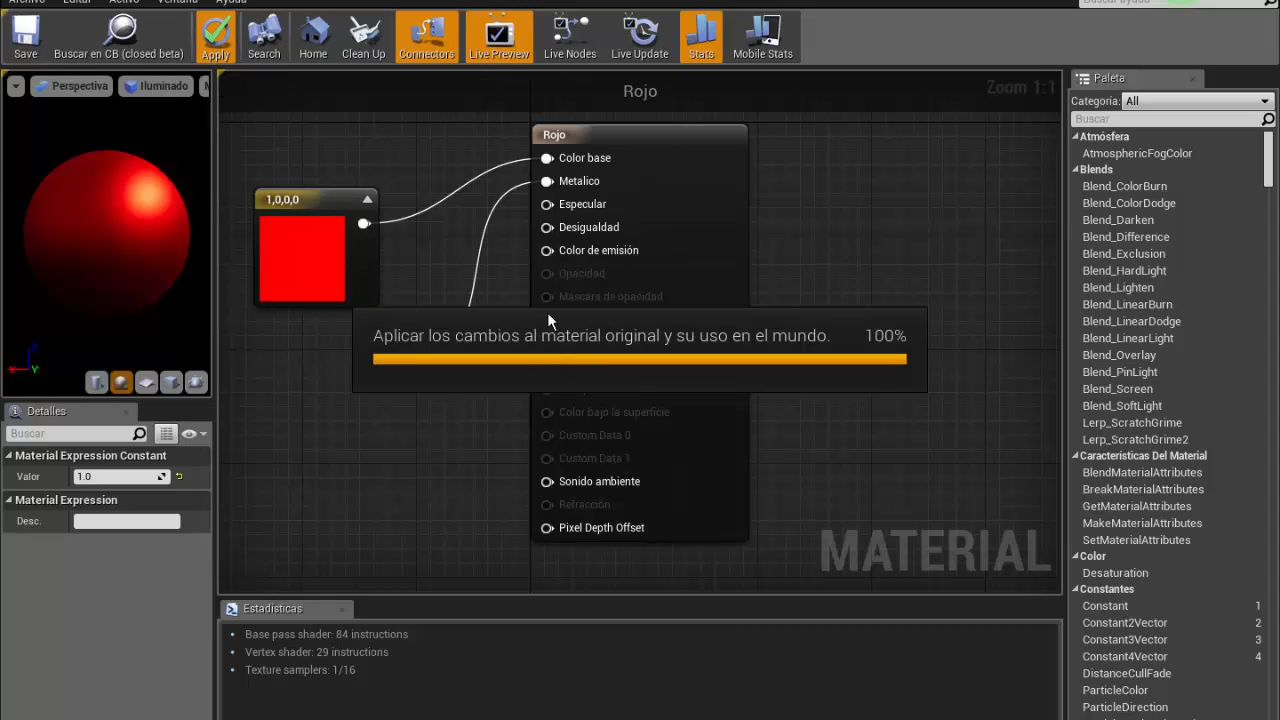 Archivo Editar Activo Ventana Ayuda
Buscar ayuda
Save Buscar en CB (closed beta) Apply Search Home Clean Up Connectors Live Preview Live Nodes Live Update Stats Mobile Stats
Perspectiva Iluminado
Rojo
Zoom 1:1
Rojo
Color base
Metalico
Especular
Desigualdad
Color de emisión
Opacidad
Máscara de opacidad
1,0,0,0
Aplicar los cambios al material original y su uso en el mundo. 100%
Color bajo la superfície
Custom Data 0
Custom Data 1
Sonido ambiente
Refracción
Pixel Depth Offset
MATERIAL
Z
X
Y
Detalles
Buscar
Material Expression Constant
Valor 1.0
Material Expression
Desc.
Estadisticas
Base pass shader: 84 instructions
Vertex shader: 29 instructions
Texture samplers: 1/16
Paleta
Categoría: All
Buscar
Atmósfera
AtmosphericFogColor
Blends
Blend_ColorBurn
Blend_ColorDodge
Blend_Darken
Blend_Difference
Blend_Exclusion
Blend_HardLight
Blend_Lighten
Blend_LinearBurn
Blend_LinearDodge
Blend_LinearLight
Blend_Overlay
Blend_PinLight
Blend_Screen
Blend_SoftLight
Lerp_ScratchGrime
Lerp_ScratchGrime2
Caracteristicas Del Material
BlendMaterialAttributes
BreakMaterialAttributes
GetMaterialAttributes
MakeMaterialAttributes
SetMaterialAttributes
Color
Desaturation
Constantes
Constant 1
Constant2Vector 2
Constant3Vector 3
Constant4Vector 4
DistanceCullFade
ParticleColor
ParticleDirection